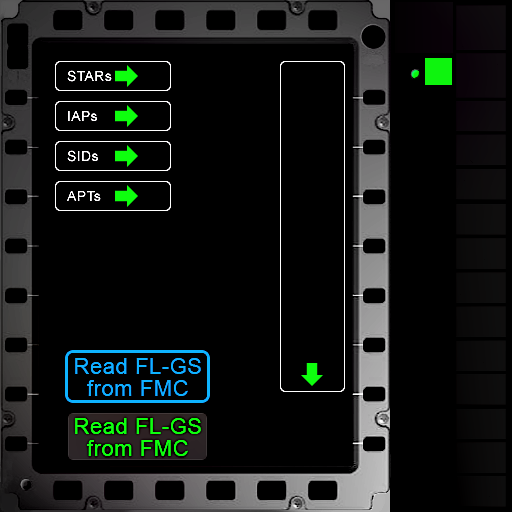 STARs
IAPs
SIDs
APTs
Read FL-GS
from FMC
Read FL-GS
from FMC